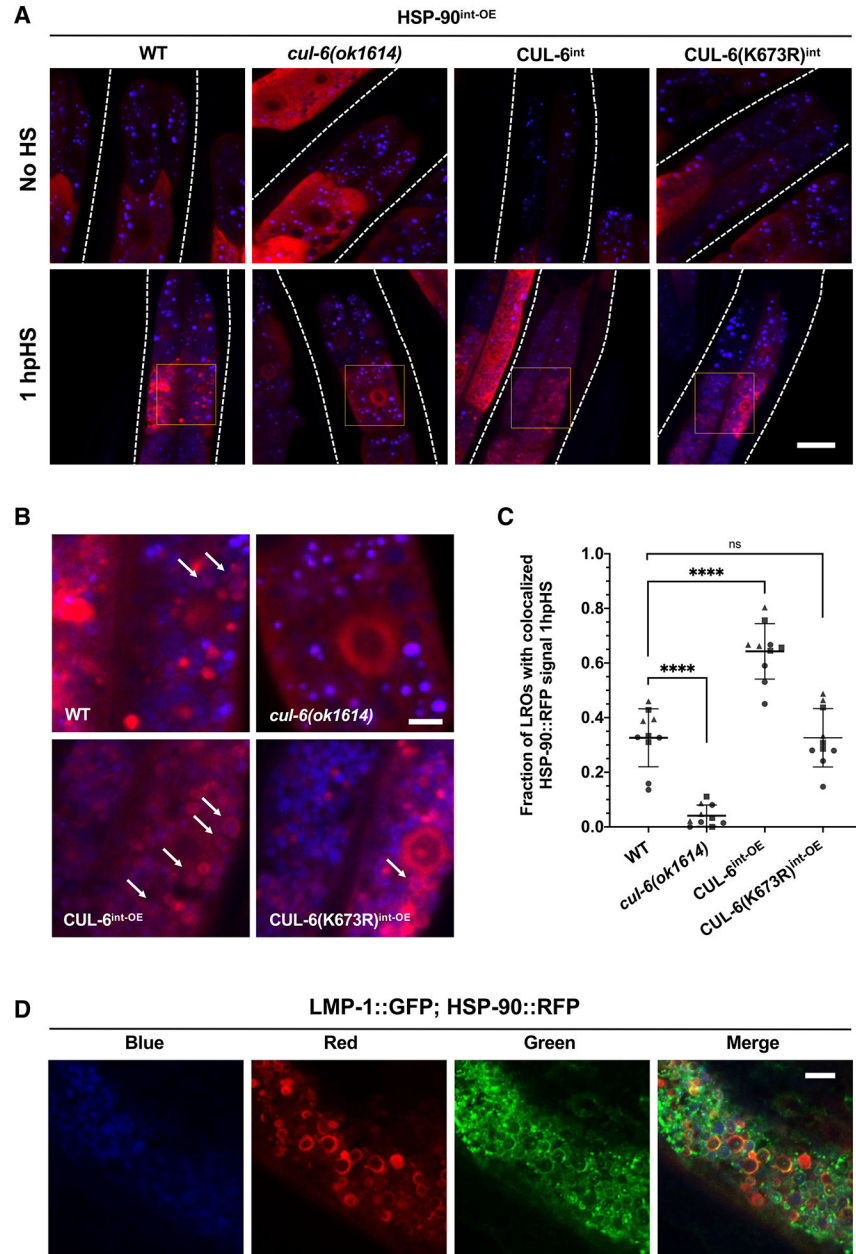 A
HSP-90int-OE
WT
cul-6(ok1614)
CUL-6int
CUL-6(K673R)int
No HS
1 hpHS
B
WT
cul-6(ok1614)
CUL-6int-OE
CUL-6(K673R)int-OE
C
ns
****
****
Fraction of LROs with colocalized
HSP-90::RFP signal 1hpHS
1.0
0.8
0.6
0.4
0.2
0.0
WT
cul-6(ok1614)
CUL-6int-OE
CUL-6(K673R)int-OE
D
LMP-1::GFP; HSP-90::RFP
Blue
Red
Green
Merge